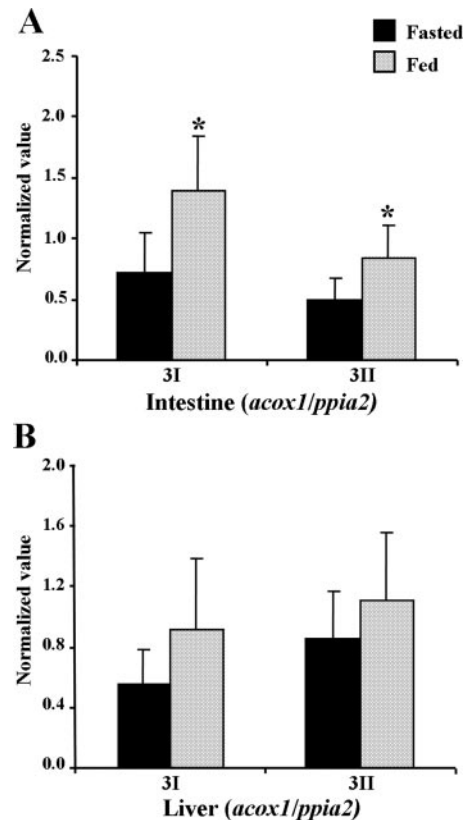 A
Fasted
Fed
Normalized value
2.5
2.0
1.5
1.0
0.5
0.0
*
*
3I
3II
Intestine (acox1/ppia2)
B
Normalized value
2.0
1.6
1.2
0.8
0.4
0.0
3I
3II
Liver (acox1/ppia2)